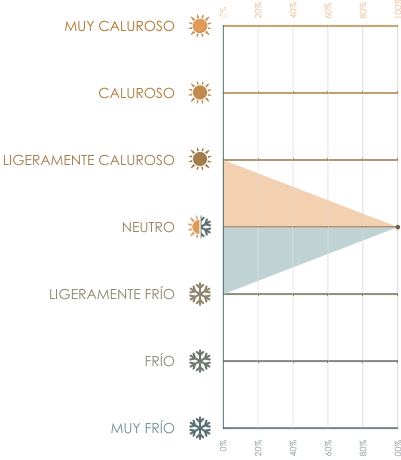 0% 20% 40% 60% 80% 100%
MUY CALUROSO
CALUROSO
LIGERAMENTE CALUROSO
NEUTRO
LIGERAMENTE FRÍO
FRÍO
MUY FRÍO
0% 20% 40% 60% 80% 00%